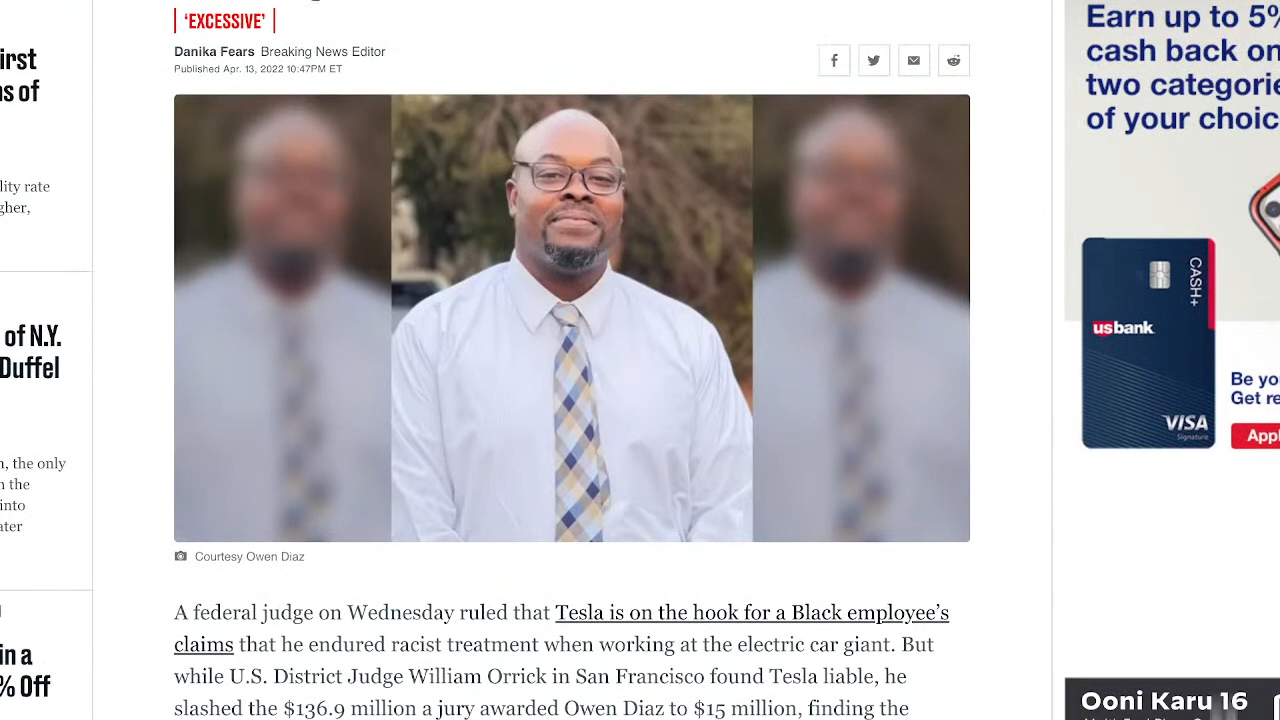 'EXCESSIVE'
Danika Fears Breaking News Editor
Published Apr. 13, 2022 10:47PM ET
Courtesy Owen Diaz
A federal judge on Wednesday ruled that Tesla is on the hook for a Black employee's
claims that he endured racist treatment when working at the electric car giant. But
while U.S. District Judge William Orrick in San Francisco found Tesla liable, he
slashed the $136.9 million a jury awarded Owen Diaz to $15 million, finding the
irst
as of
lity rate
gher,
of N.Y.
Duffel
n, the only
n the
into
ater
in a
% Off
Earn up to 5%
cash back on
two categorie
of your choic
CASH+
usbank
VISA
Signature
Be yo
Get re
Appl
Ooni Karu 16